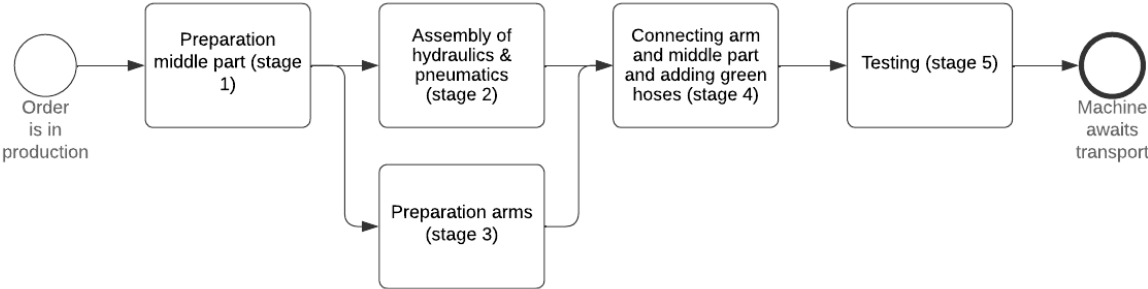 Order
is in
production
Preparation
middle part (stage
1)
Assembly of
hydraulics &
pneumatics
(stage 2)
Preparation arms
(stage 3)
Connecting arm
and middle part
and adding green
hoses (stage 4)
Testing (stage 5)
Machine
awaits
transport